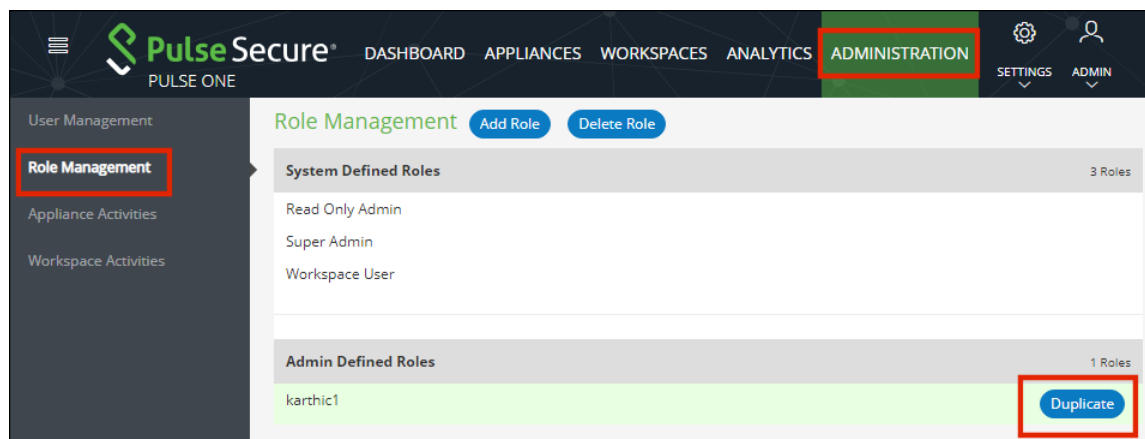 Pulse Secure®
PULSE ONE
DASHBOARD APPLIANCES WORKSPACES ANALYTICS ADMINISTRATION
SETTINGS ADMIN
User Management
Role Management
Appliance Activities
Workspace Activities
Role Management Add Role Delete Role
System Defined Roles 3 Roles
Read Only Admin
Super Admin
Workspace User
Admin Defined Roles 1 Roles
karthic1 Duplicate